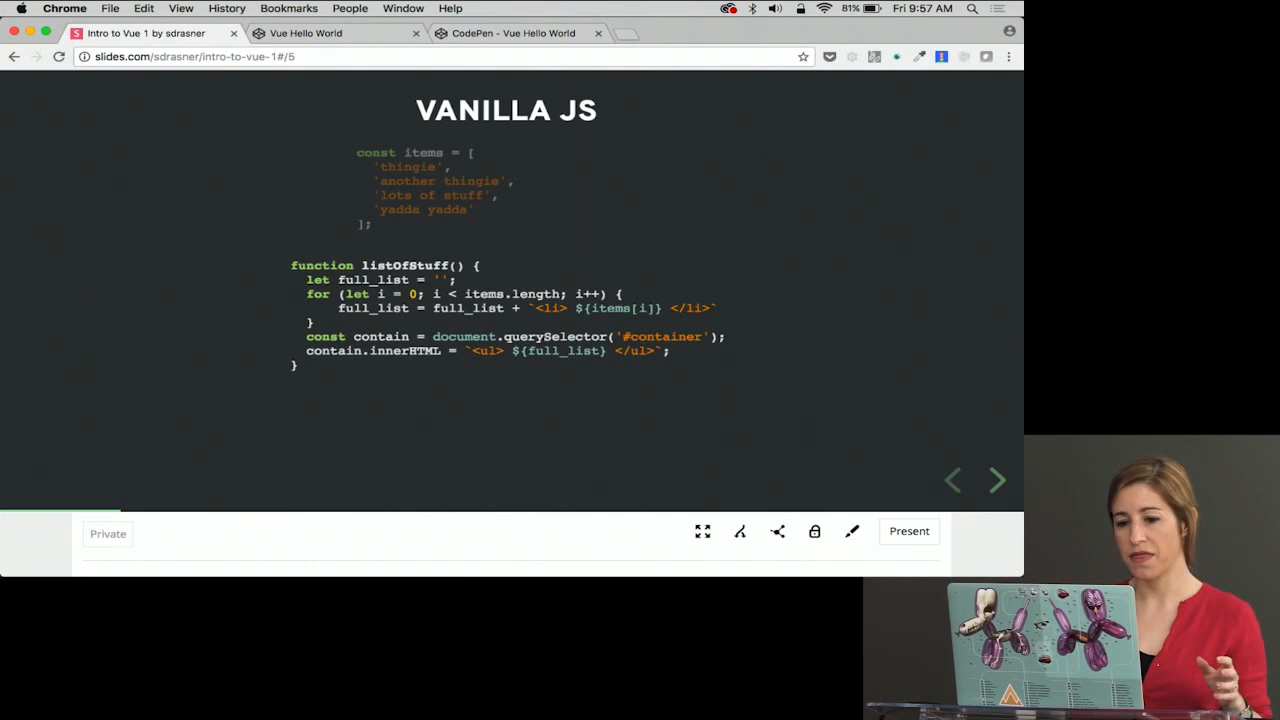 Chrome File Edit View History Bookmarks People Window Help 81% Fri 9:57 AM
Intro to Vue 1 by sdrasner Vue Hello World CodePen - Vue Hello World
slides.com/sdrasner/intro-to-vue-1#/5
VANILLA JS
const items = [
'thingie',
'another thingie',
'lots of stuff',
'yadda yadda'
];
function listOfStuff() {
let full_list = '';
for (let i = 0; i < items.length; i++) {
full_list = full_list + `<li> ${items[i]} </li>`
}
const contain = document.querySelector('#container');
contain.innerHTML = `<ul> ${full_list} </ul>`;
}
Private Present